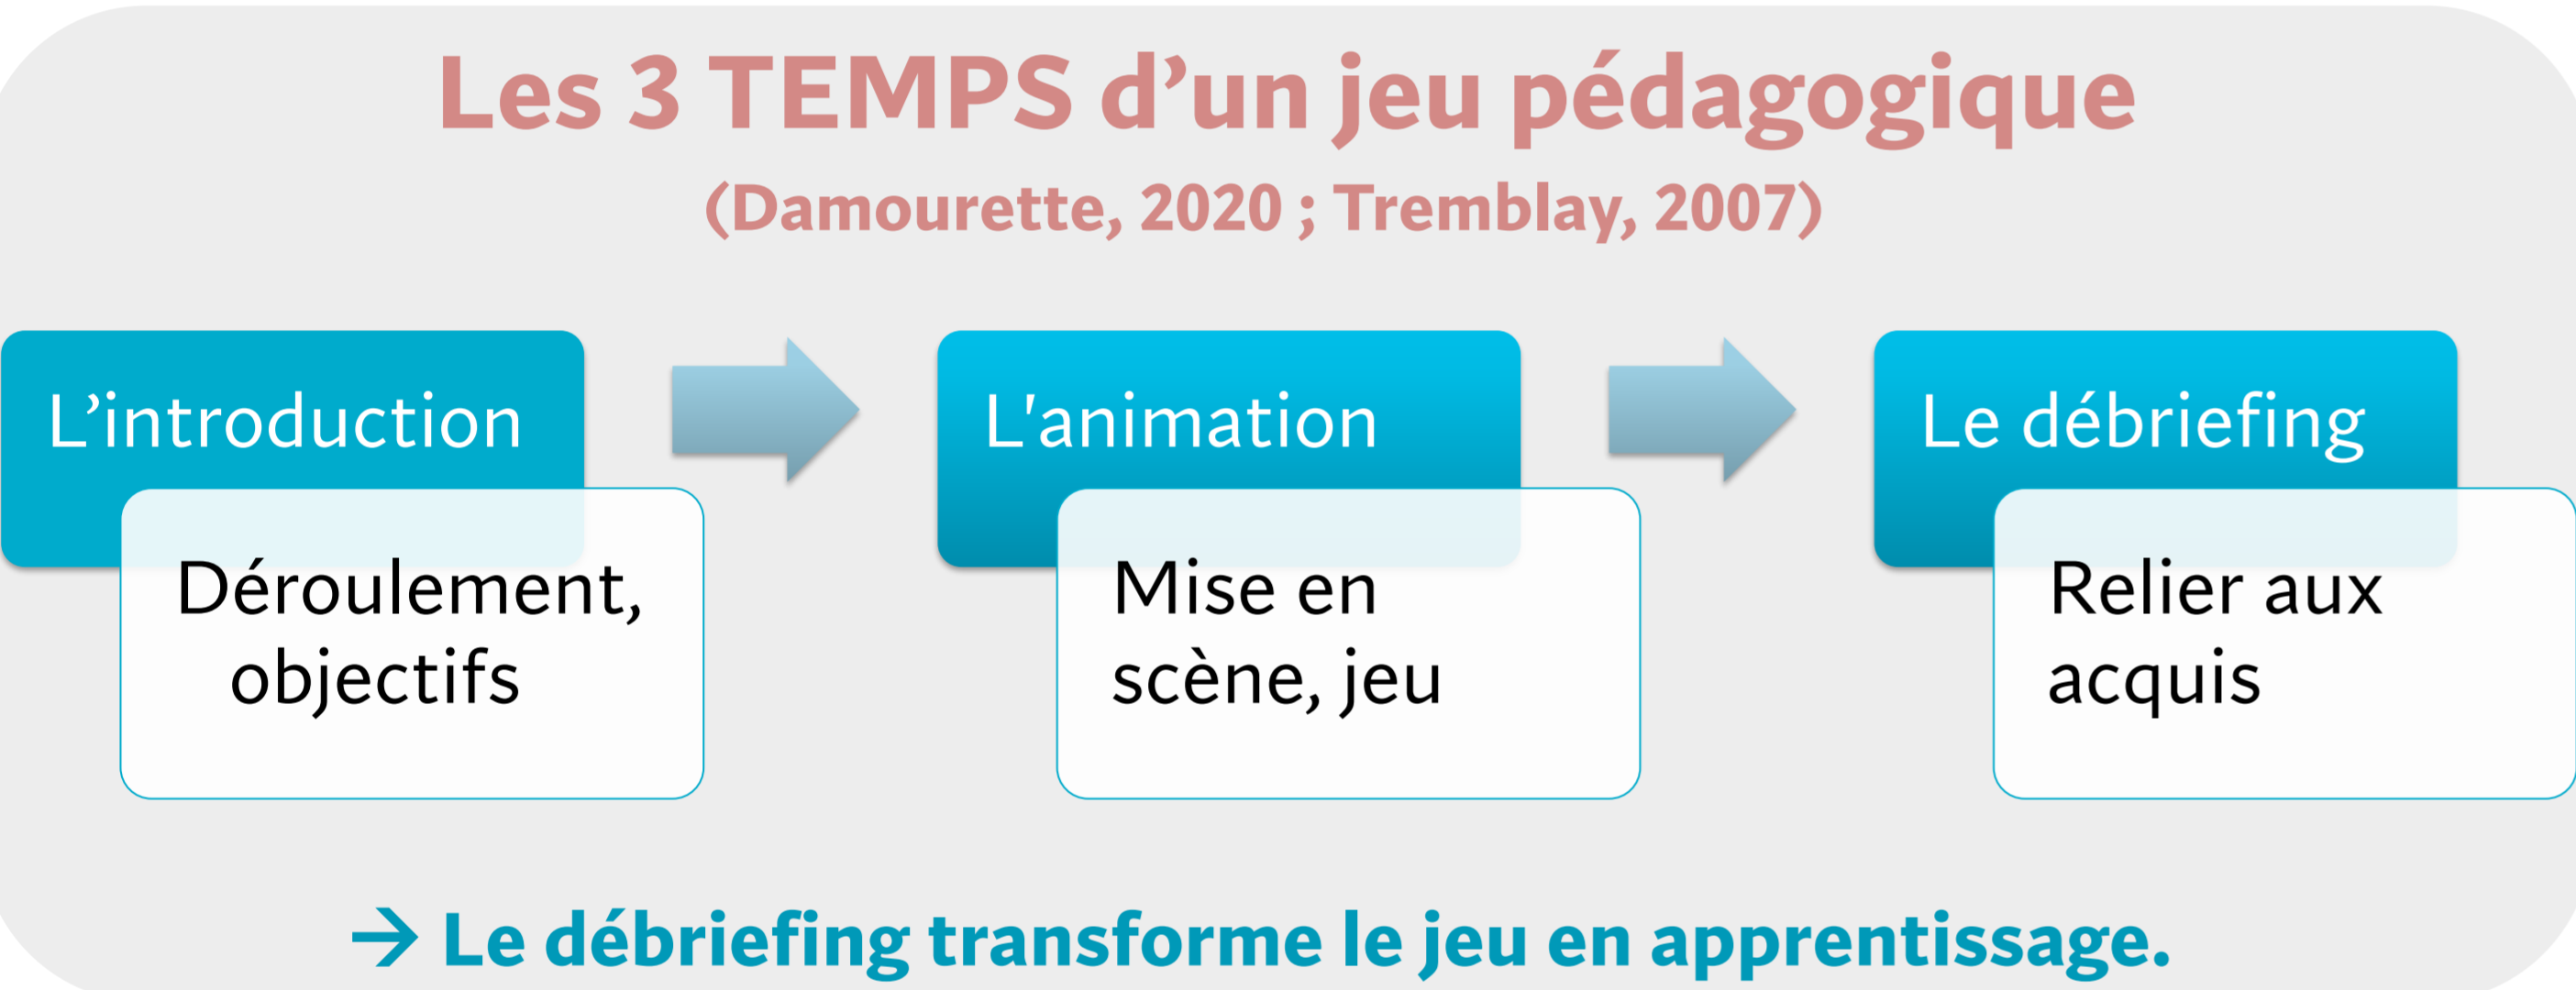 Les 3 TEMPS d’un jeu pédagogique
(Damourette, 2020 ; Tremblay, 2007)
L’introduction
Déroulement,
objectifs
L'animation
Mise en
scène, jeu
Le débriefing
Relier aux
acquis
→ Le débriefing transforme le jeu en apprentissage.